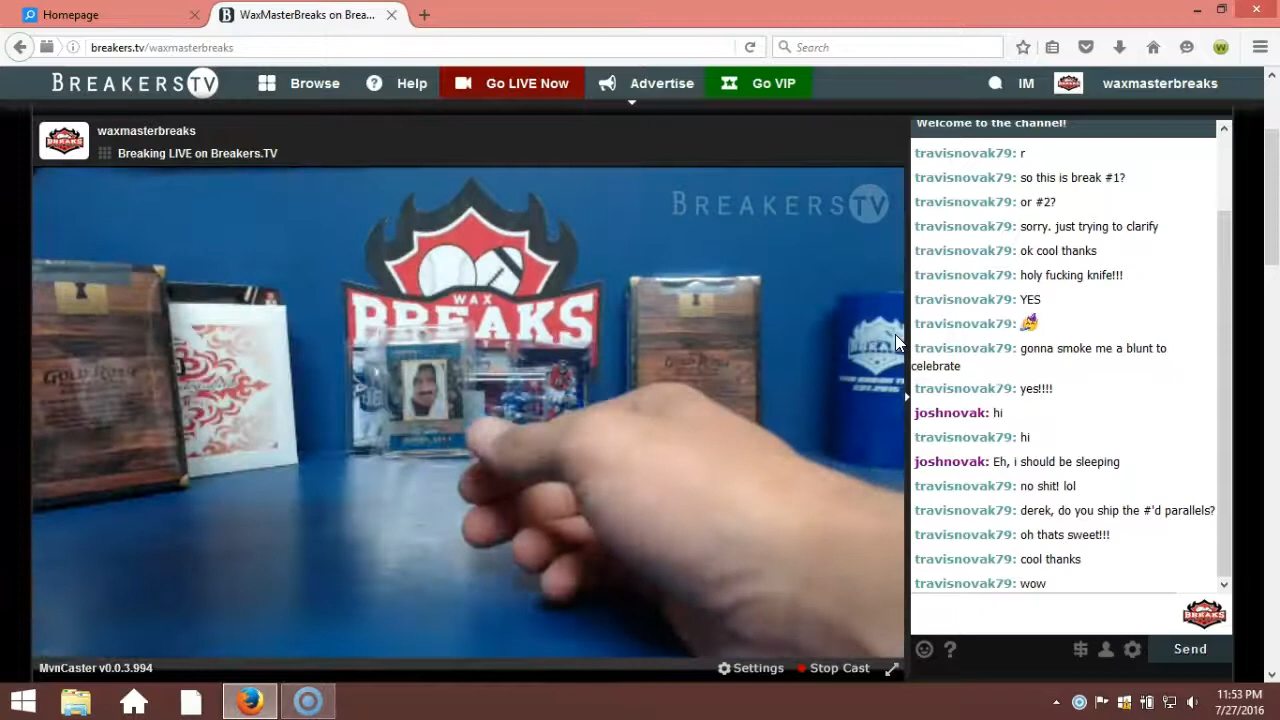 Homepage
WaxMasterBreaks on Brea...
breakers.tv/waxmasterbreaks
Search
BREAKERSTV
Browse
Help
Go LIVE Now
Advertise
Go VIP
IM
waxmasterbreaks
waxmasterbreaks
Breaking LIVE on Breakers.TV
BREAKERSTV
WAX
BREAKS
GOLD RUSH
Welcome to the channel!
travisnovak79: r
travisnovak79: so this is break #1?
travisnovak79: or #2?
travisnovak79: sorry. just trying to clarify
travisnovak79: ok cool thanks
travisnovak79: holy fucking knife!!!
travisnovak79: YES
travisnovak79:
travisnovak79: gonna smoke me a blunt to
celebrate
travisnovak79: yes!!!!
joshnovak: hi
travisnovak79: hi
joshnovak: Eh, i should be sleeping
travisnovak79: no shit! lol
travisnovak79: derek, do you ship the #'d parallels?
travisnovak79: oh thats sweet!!!
travisnovak79: cool thanks
travisnovak79: wow
Send
MvnCaster v0.0.3.994
Settings
Stop Cast
11:53 PM
7/27/2016